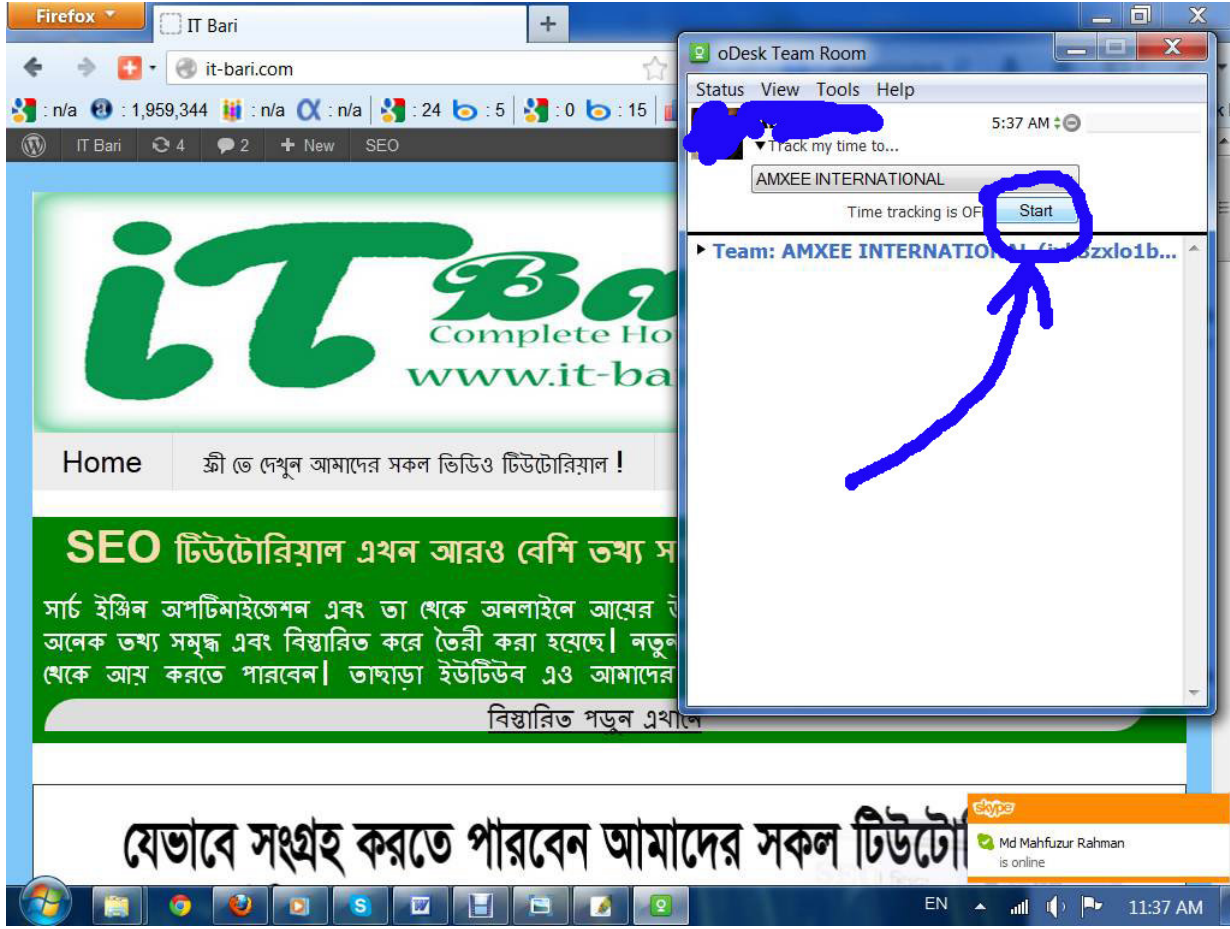 Firefox
IT Bari
it-bari.com
: n/a : 1,959,344 : n/a : n/a : 24 : 5 : 0 : 15
IT Bari 4 2 + New SEO
iT Ba
Complete Ho
www.it-ba
Home ফ্রী তে দেখুন আমাদের সকল ভিডিও টিউটোরিয়াল !
SEO টিউটোরিয়াল এখন আরও বেশি তথ্য স
সার্চ ইঞ্জিন অপটিমাইজেশন এবং তা থেকে অনলাইনে আয়ের
অনেক তথ্য সমৃদ্ধ এবং বিস্তারিত করে তৈরী করা হয়েছে| নতুন
থেকে আয় করতে পারবেন| তাছাড়া ইউটিউব এও আমাদের
বিস্তারিত পড়ুন এখানে
যেভাবে সংগ্রহ করতে পারবেন আমাদের সকল টিউটো
oDesk Team Room
Status View Tools Help
5:37 AM
Track my time to...
AMXEE INTERNATIONAL
Time tracking is OFF Start
Team: AMXEE INTERNATIONAL
skype
Md Mahfuzur Rahman
is online
EN 11:37 AM